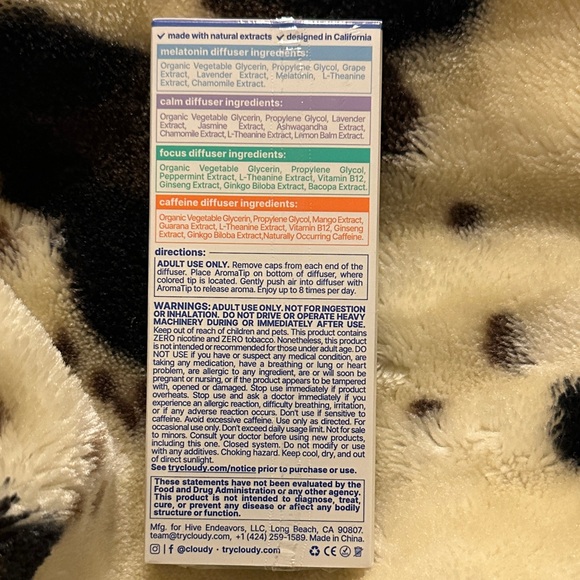 ✓ made with natural extracts ✓ designed in California
melatonin diffuser ingredients:
Organic Vegetable Glycerin, Propylene Glycol, Grape
Extract, Lavender Extract, Melatonin, L-Theanine
Extract, Chamomile Extract.
calm diffuser ingredients:
Organic Vegetable Glycerin, Propylene Glycol, Lavender
Extract, Jasmine Extract, Ashwagandha Extract,
Chamomile Extract, L-Theanine Extract, Lemon Balm Extract.
focus diffuser ingredients:
Organic Vegetable Glycerin, Propylene Glycol,
Peppermint Extract, L-Theanine Extract, Vitamin B12,
Ginseng Extract, Ginkgo Biloba Extract, Bacopa Extract.
caffeine diffuser ingredients:
Organic Vegetable Glycerin, Propylene Glycol, Mango Extract,
Guarana Extract, L-Theanine Extract, Vitamin B12, Ginseng
Extract, Ginkgo Biloba Extract, Naturally Occurring Caffeine.
directions:
ADULT USE ONLY. Remove caps from each end of the
diffuser. Place AromaTip on bottom of diffuser, where
colored tip is located. Gently push air into diffuser with
AromaTip to release aroma. Enjoy up to 8 times per day.
WARNINGS: ADULT USE ONLY. NOT FOR INGESTION
OR INHALATION. DO NOT DRIVE OR OPERATE HEAVY
MACHINERY DURING OR IMMEDIATELY AFTER USE.
Keep out of reach of children and pets. This product contains
ZERO nicotine and ZERO tobacco. Nonetheless, this product
is not intended or recommended for those under adult age. DO
NOT USE if you have or suspect any medical condition, are
taking any medication, have a breathing or lung or heart
problem, are allergic to any ingredient, are or will soon be
pregnant or nursing, or if the product appears to be tampered
with, opened or damaged. Stop use immediately if product
overheats. Stop use and ask a doctor immediately if you
experience an allergic reaction, difficulty breathing, irritation,
or if any adverse reaction occurs. Don't use if sensitive to
caffeine. Avoid excessive caffeine. Use only as directed. For
occasional use only. Don't exceed daily usage limit. Not for sale
to minors. Consult your doctor before using new products,
including this one. Closed system. Do not modify or use
with any additives. Choking hazard. Keep cool, dry, and out
of direct sunlight.
See trycloudy.com/notice prior to purchase or use.
These statements have not been evaluated by the
Food and Drug Administration or any other agency.
This product is not intended to diagnose, treat,
cure, or prevent any disease or affect any bodily
structure or function.
Mfg. for Hive Endeavors, LLC, Long Beach, CA 90807.
team@trycloudy.com, +1 (424) 259-1589. Made in China.
@cloudy · trycloudy.com